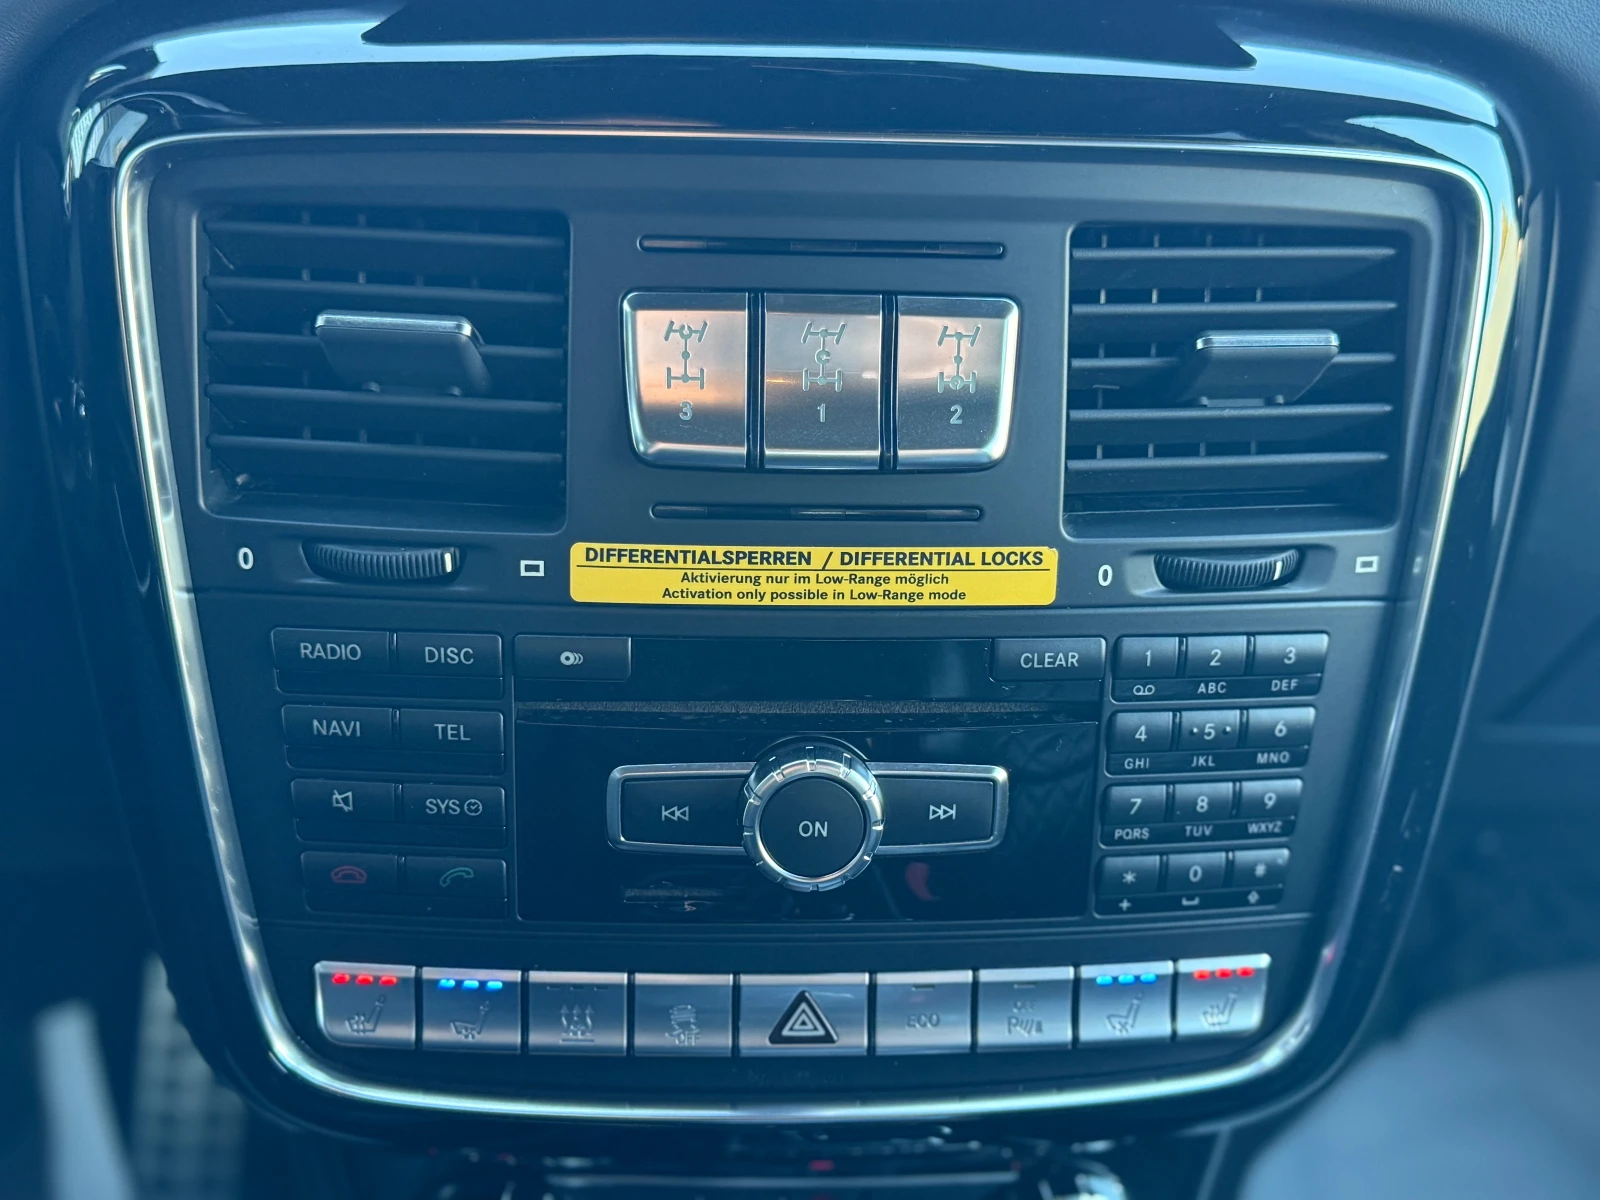 3 1 2
0 0
DIFFERENTIALSPERREN / DIFFERENTIAL LOCKS
Aktivierung nur im Low-Range möglich
Activation only possible in Low-Range mode
RADIO DISC CLEAR 1 2 3
ABC DEF
NAVI TEL 4 5 6
GHI JKL MNO
SYS ON 7 8 9
PQRS TUV WXYZ
* 0 #
+
OFF ECO OFF P